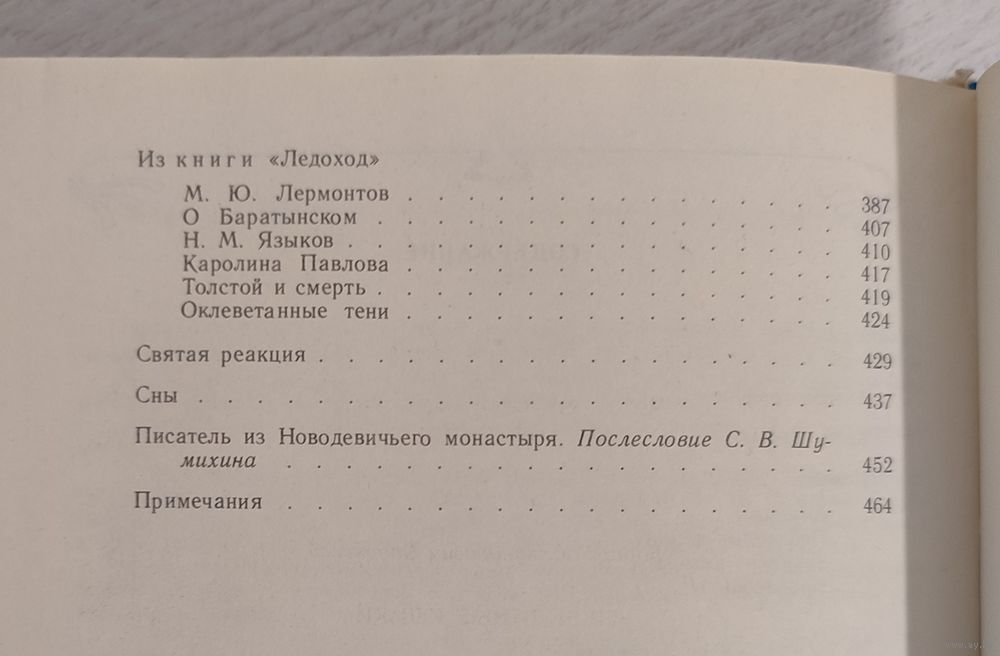 Из книги «Ледоход»
М. Ю. Лермонтов . . . . . . . . . . . . . . . 387
О Баратынском . . . . . . . . . . . . . . . . 407
Н. М. Языков . . . . . . . . . . . . . . . . . 410
Каролина Павлова . . . . . . . . . . . . . . . 417
Толстой и смерть . . . . . . . . . . . . . . . . 419
Оклеветанные тени . . . . . . . . . . . . . . . 424
Святая реакция . . . . . . . . . . . . . . . . . . 429
Сны . . . . . . . . . . . . . . . . . . . . . . 437
Писатель из Новодевичьего монастыря. Послесловие С. В. Шу-
михина . . . . . . . . . . . . . . . . . . . 452
Примечания . . . . . . . . . . . . . . . . . . . 464